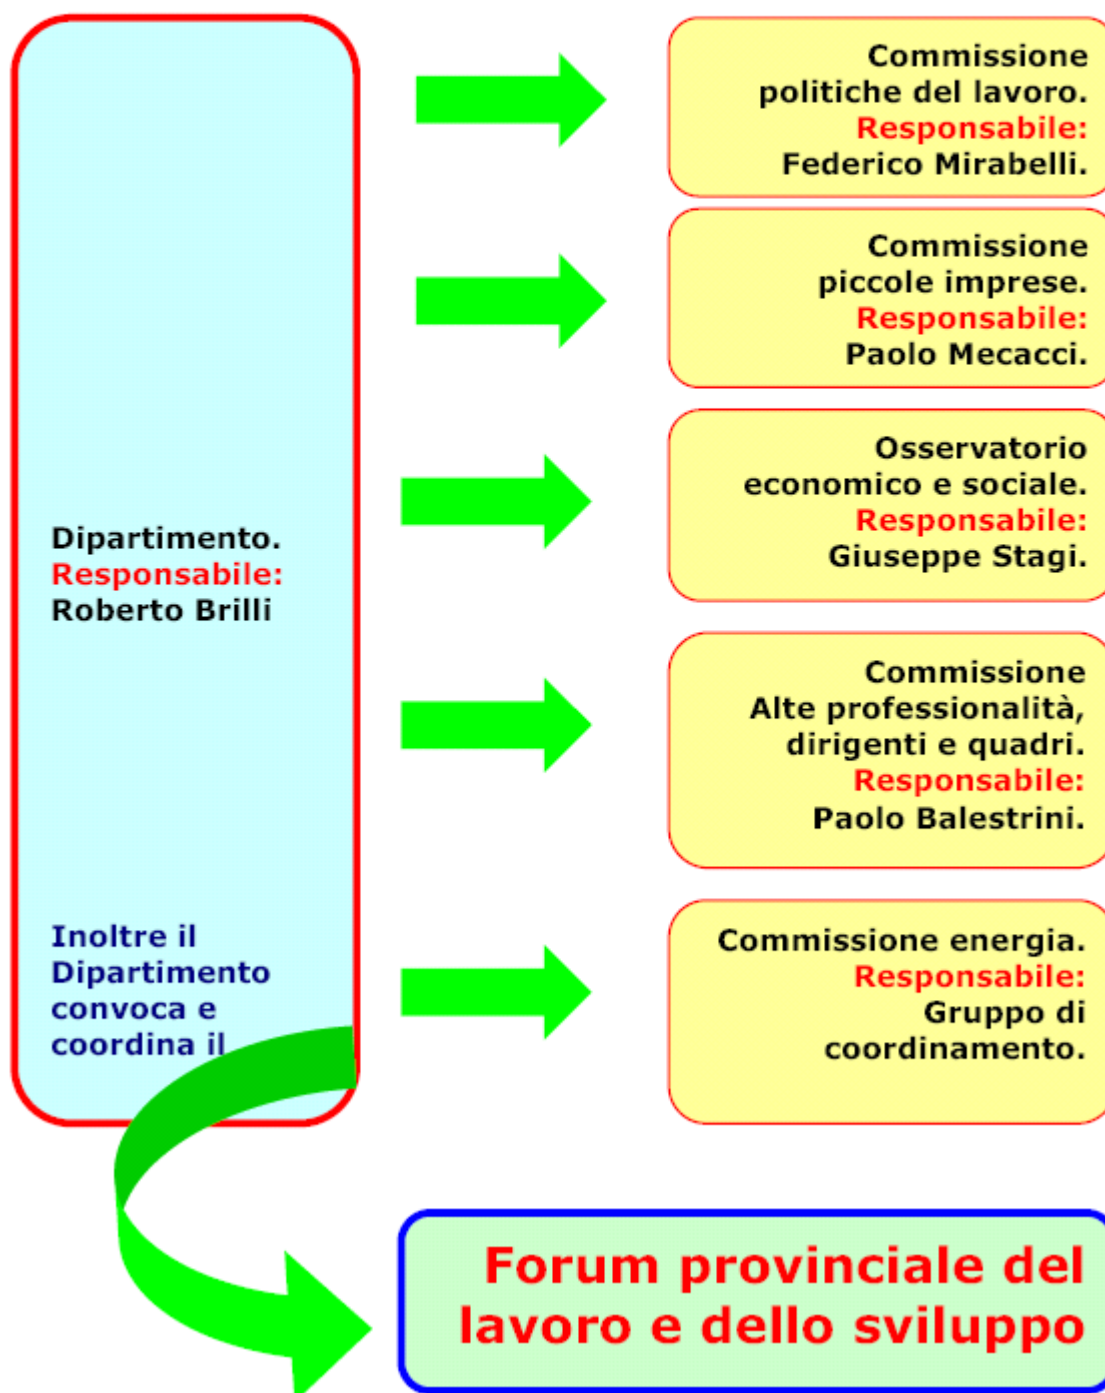 Dipartimento.
Responsabile:
Roberto Brilli
Inoltre il
Dipartimento
convoca e
coordina il
Commissione
politiche del lavoro.
Responsabile:
Federico Mirabelli.
Commissione
piccole imprese.
Responsabile:
Paolo Mecacci.
Osservatorio
economico e sociale.
Responsabile:
Giuseppe Stagi.
Commissione
Alte professionalità,
dirigenti e quadri.
Responsabile:
Paolo Balestrini.
Commissione energia.
Responsabile:
Gruppo di
coordinamento.
Forum provinciale del
lavoro e dello sviluppo